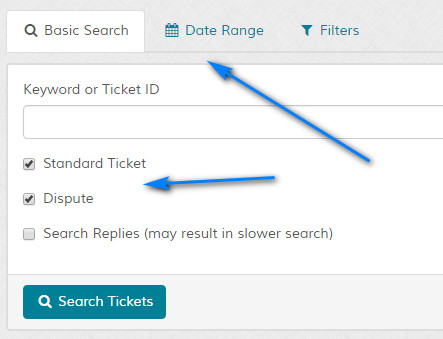 Basic Search Date Range Filters
Keyword or Ticket ID
Standard Ticket
Dispute
Search Replies (may result in slower search)
Search Tickets